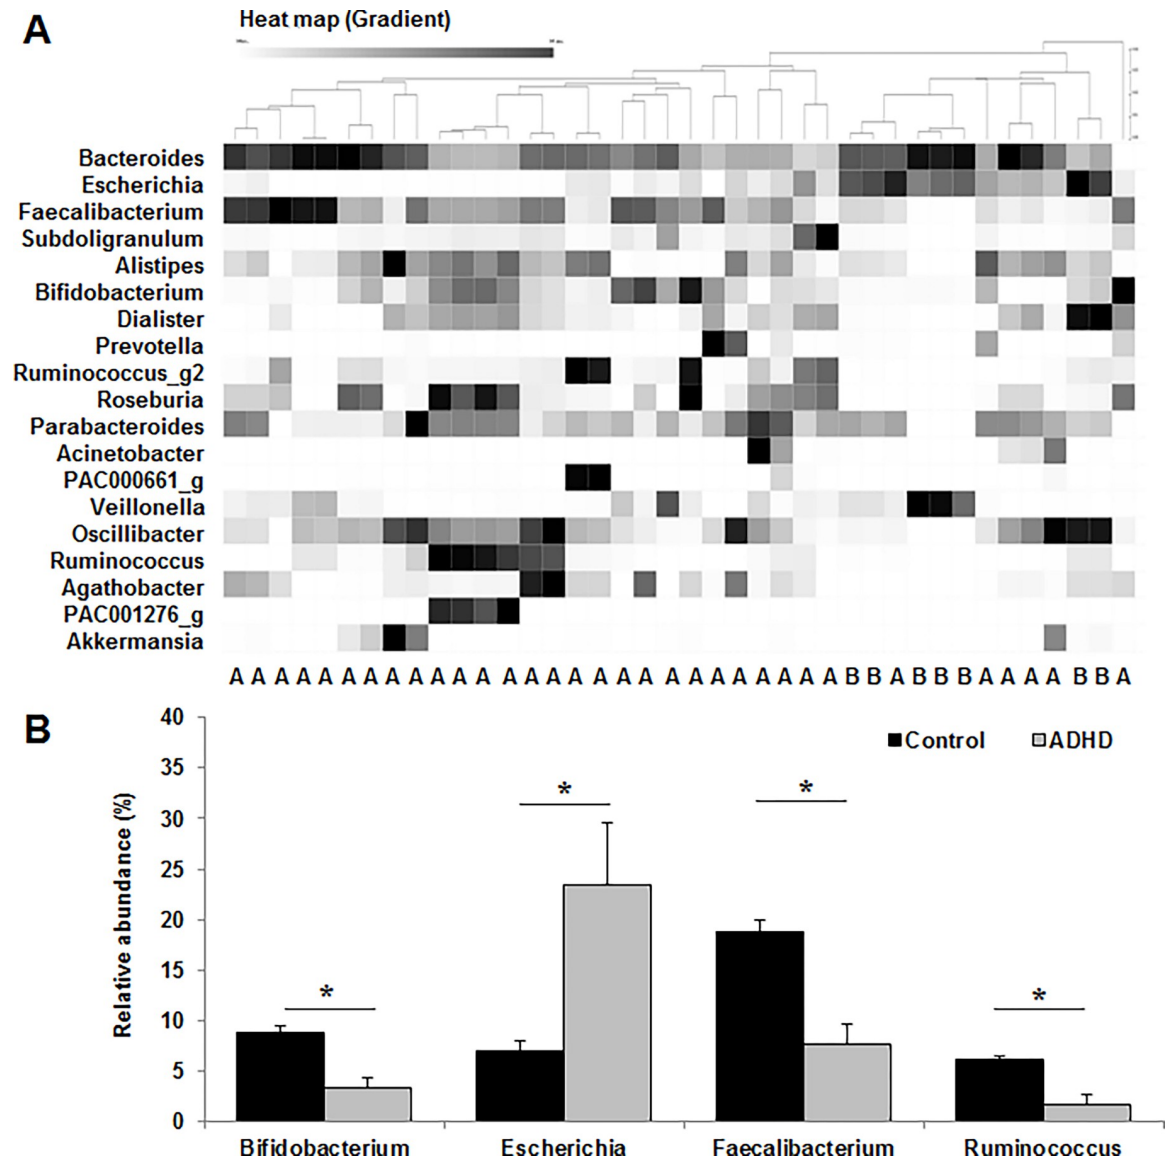 A
Heat map (Gradient)
Bacteroides
Escherichia
Faecalibacterium
Subdoligranulum
Alistipes
Bifidobacterium
Dialister
Prevotella
Ruminococcus_g2
Roseburia
Parabacteroides
Acinetobacter
PAC000661_g
Veillonella
Oscillibacter
Ruminococcus
Agathobacter
PAC001276_g
Akkermansia
A A A A A A A A A A A A A A A A A A A A A A A A A A A B B A B B B A A A A B B A
B
Control ADHD
Relative abundance (%)
40
35
30
25
20
15
10
5
0
*
*
*
*
Bifidobacterium Escherichia Faecalibacterium Ruminococcus